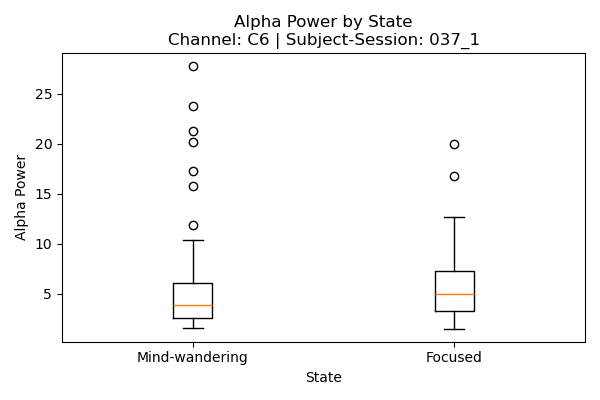 Alpha Power by State
Channel: C6 | Subject-Session: 037_1
Alpha Power
25
20
15
10
5
Mind-wandering
Focused
State